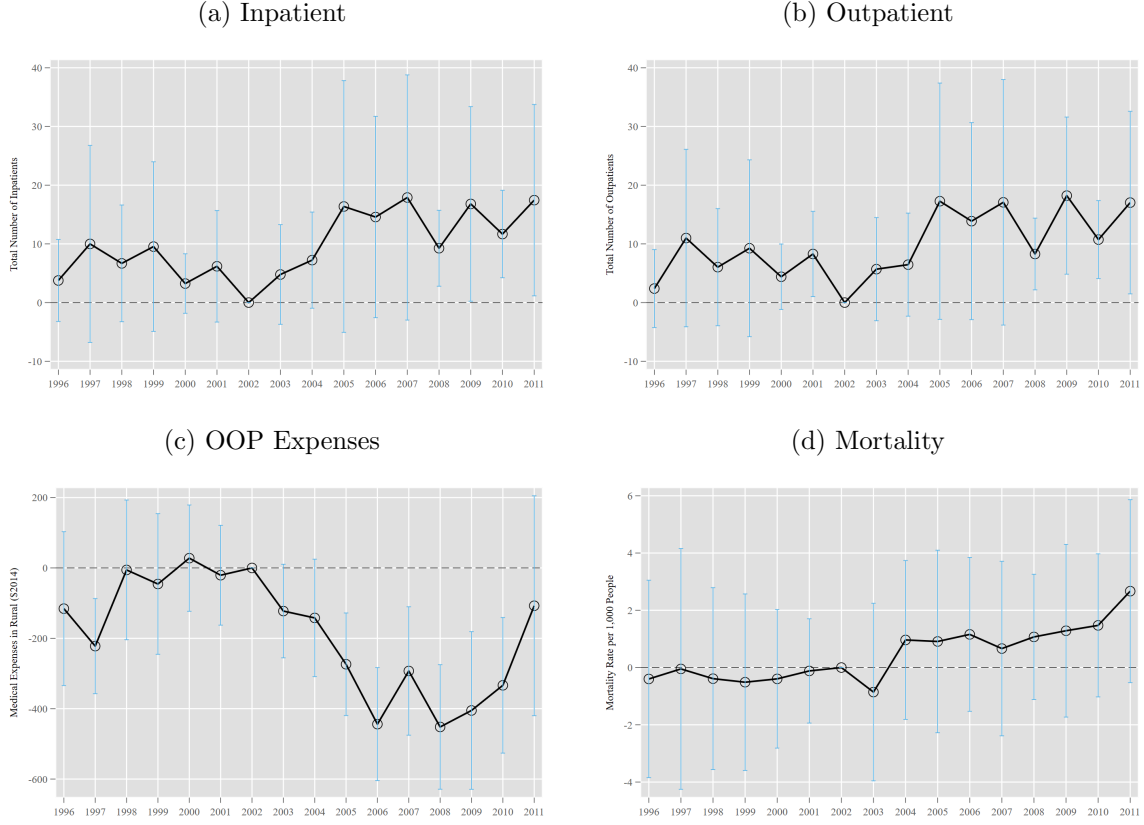 (a) Inpatient
Total Number of Inpatients
40
30
20
10
0
-10
1996 1997 1998 1999 2000 2001 2002 2003 2004 2005 2006 2007 2008 2009 2010 2011
(b) Outpatient
Total Number of Outpatients
40
30
20
10
0
-10
1996 1997 1998 1999 2000 2001 2002 2003 2004 2005 2006 2007 2008 2009 2010 2011
(c) OOP Expenses
Medical Expenses in Rural ($2014)
200
0
-200
-400
-600
1996 1997 1998 1999 2000 2001 2002 2003 2004 2005 2006 2007 2008 2009 2010 2011
(d) Mortality
Mortality Rate per 1,000 People
6
4
2
0
-2
-4
1996 1997 1998 1999 2000 2001 2002 2003 2004 2005 2006 2007 2008 2009 2010 2011